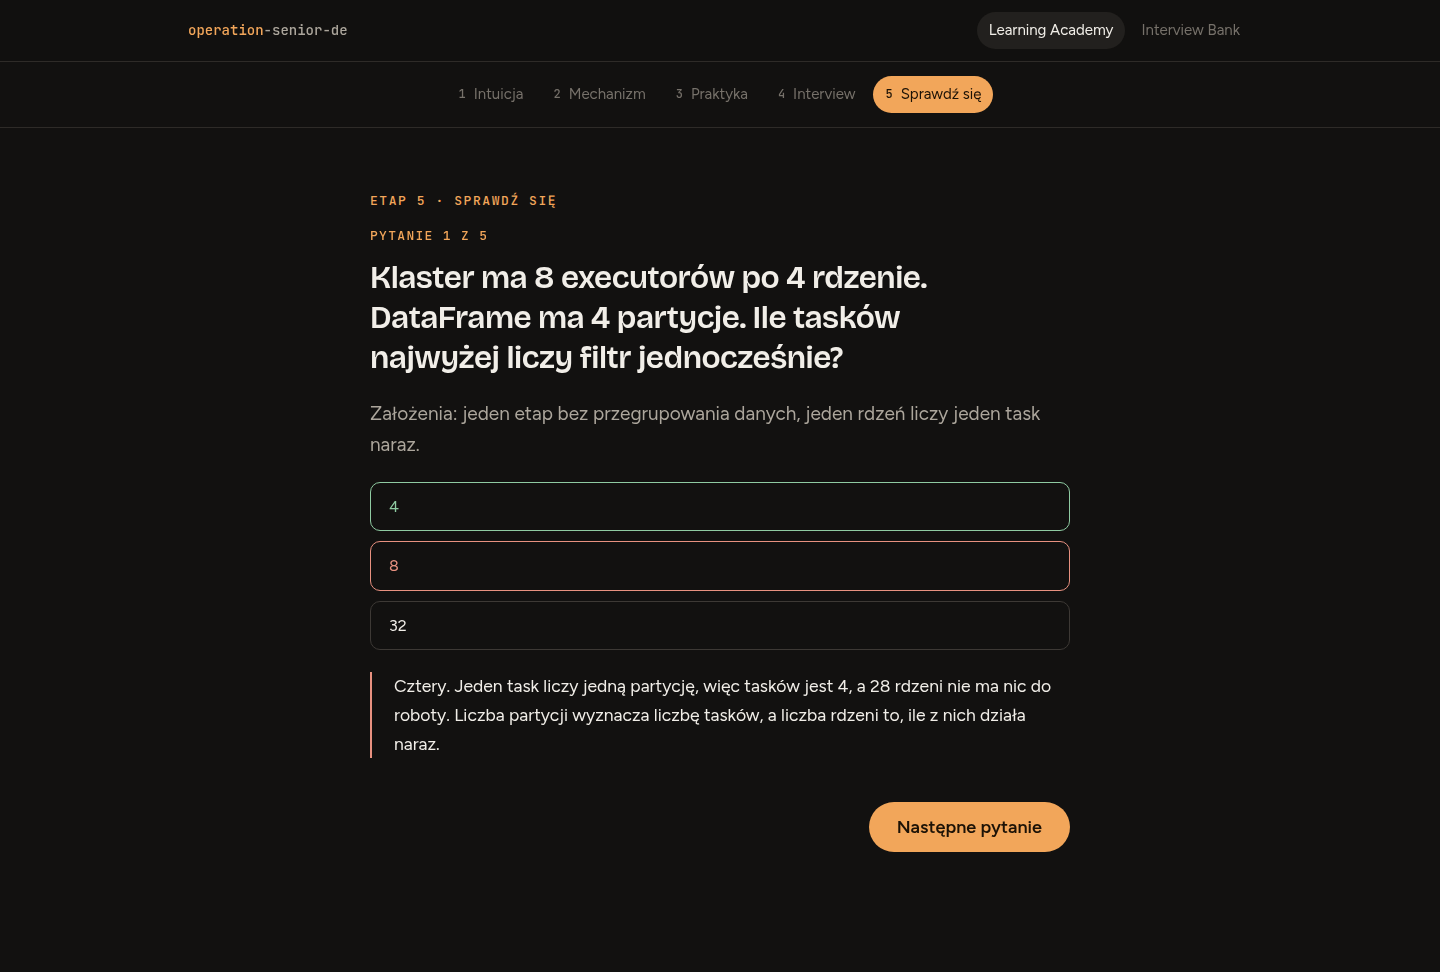 operation-senior-de
Learning Academy
Interview Bank
1 Intuicja
2 Mechanizm
3 Praktyka
4 Interview
5 Sprawdź się
ETAP 5 · SPRAWDŹ SIĘ
PYTANIE 1 Z 5
Klaster ma 8 executorów po 4 rdzenie.
DataFrame ma 4 partycje. Ile tasków
najwyżej liczy filtr jednocześnie?
Założenia: jeden etap bez przegrupowania danych, jeden rdzeń liczy jeden task
naraz.
4
8
32
Cztery. Jeden task liczy jedną partycję, więc tasków jest 4, a 28 rdzeni nie ma nic do
roboty. Liczba partycji wyznacza liczbę tasków, a liczba rdzeni to, ile z nich działa
naraz.
Następne pytanie